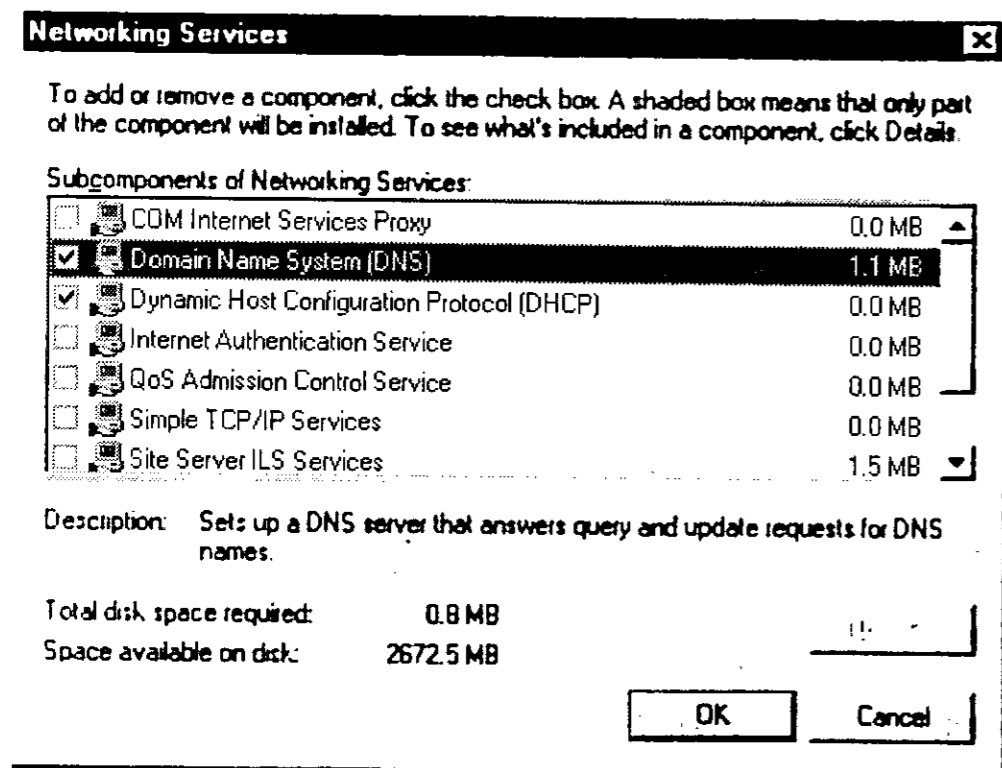 Networking Services
To add or remove a component, click the check box. A shaded box means that only part
of the component will be installed. To see what's included in a component, click Details.
Subcomponents of Networking Services:
COM Internet Services Proxy 0.0 MB
Domain Name System (DNS) 1.1 MB
Dynamic Host Configuration Protocol (DHCP) 0.0 MB
Internet Authentication Service 0.0 MB
QoS Admission Control Service 0.0 MB
Simple TCP/IP Services 0.0 MB
Site Server ILS Services 1.5 MB
Description: Sets up a DNS server that answers query and update requests for DNS
names.
Total disk space required: 0.8 MB
Space available on disk: 2672.5 MB
OK Cancel